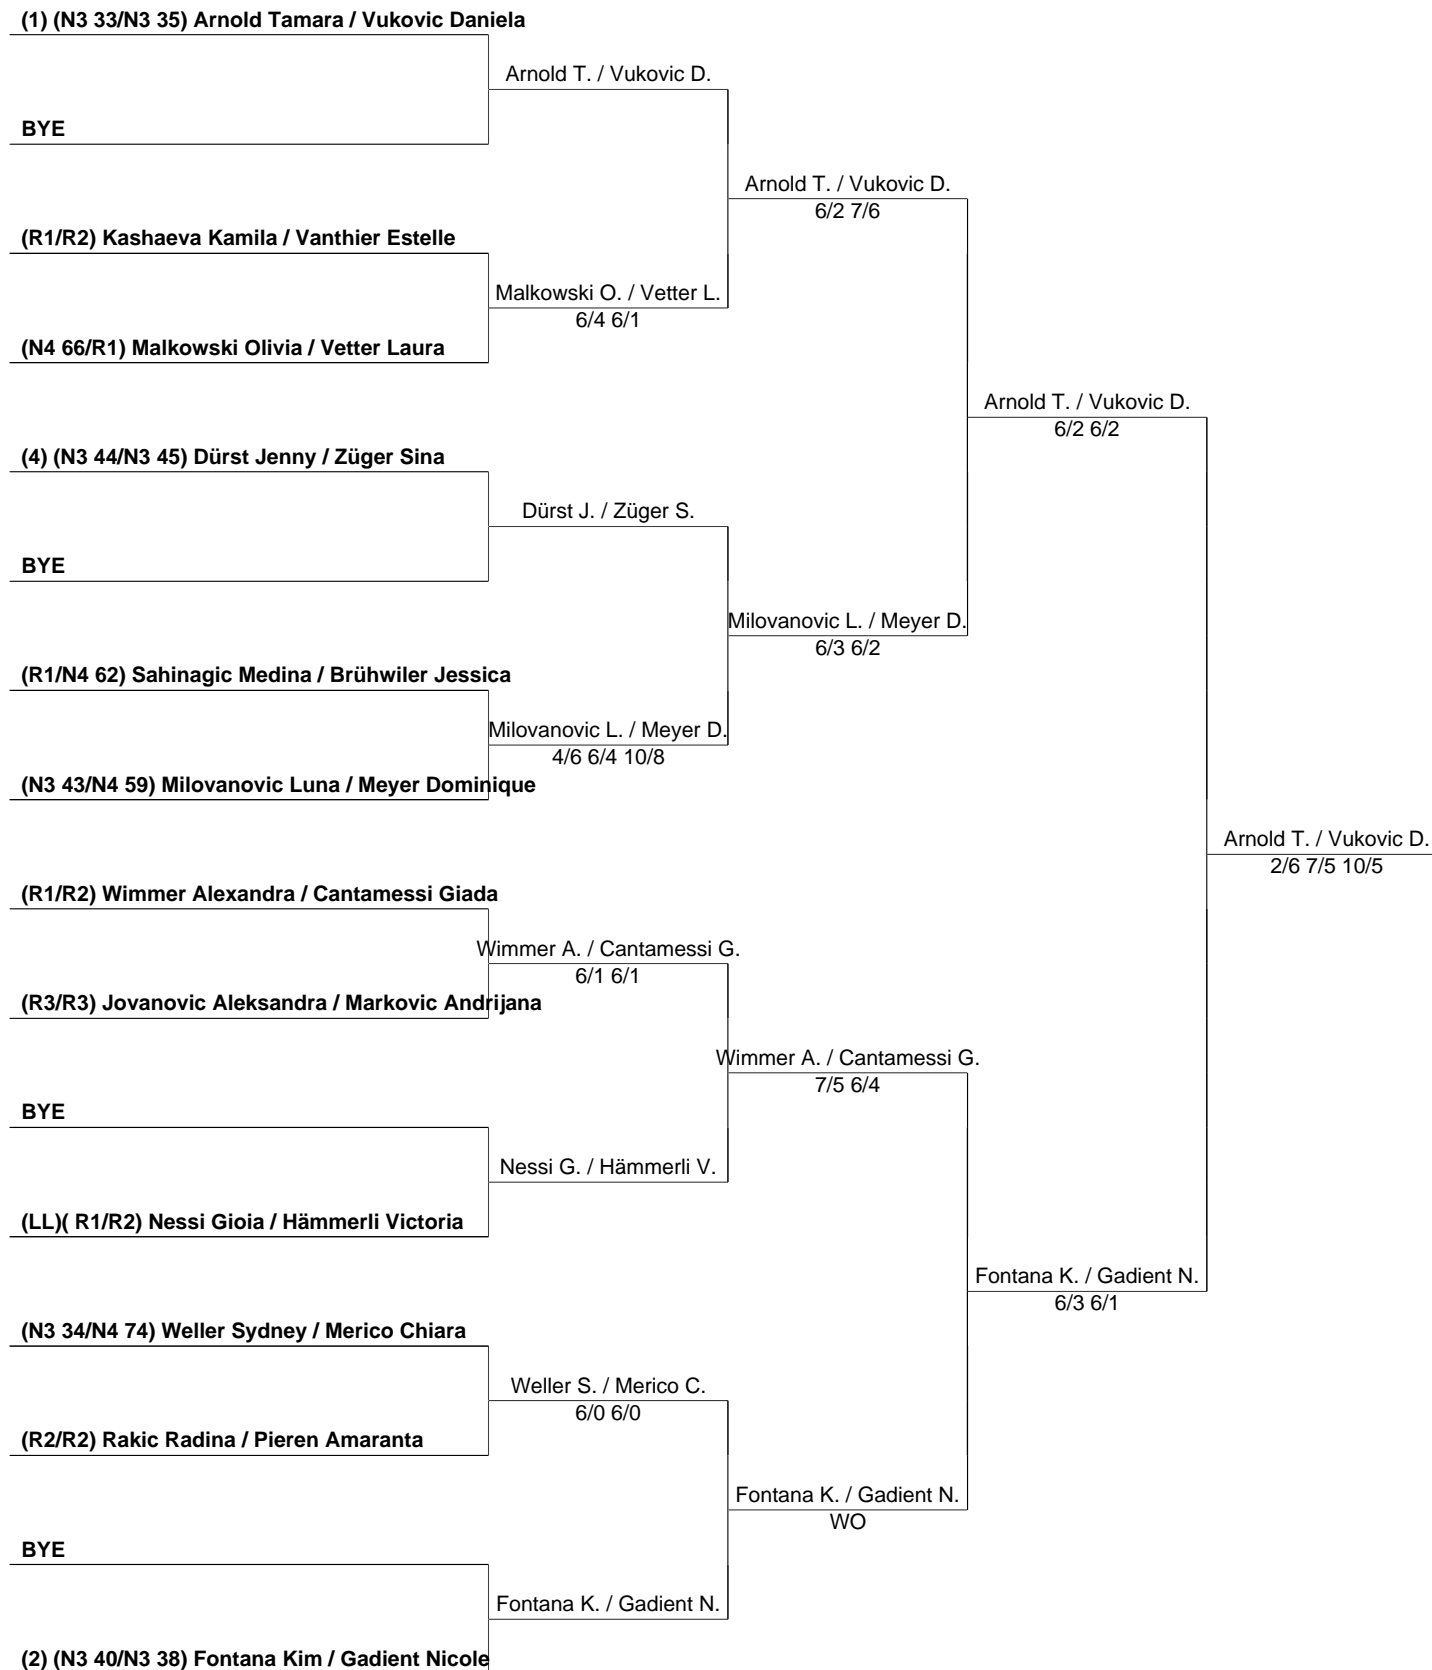 (1) (N3 33/N3 35) Arnold Tamara / Vukovic Daniela
Arnold T. / Vukovic D.
BYE
Arnold T. / Vukovic D.
6/2 7/6
(R1/R2) Kashaeva Kamila / Vanthier Estelle
Malkowski O. / Vetter L.
6/4 6/1
(N4 66/R1) Malkowski Olivia / Vetter Laura
Arnold T. / Vukovic D.
6/2 6/2
(4) (N3 44/N3 45) Dürst Jenny / Züger Sina
Dürst J. / Züger S.
BYE
Milovanovic L. / Meyer D.
6/3 6/2
(R1/N4 62) Sahinagic Medina / Brühwiler Jessica
Milovanovic L. / Meyer D.
4/6 6/4 10/8
(N3 43/N4 59) Milovanovic Luna / Meyer Dominique
Arnold T. / Vukovic D.
2/6 7/5 10/5
(R1/R2) Wimmer Alexandra / Cantamessi Giada
Wimmer A. / Cantamessi G.
6/1 6/1
(R3/R3) Jovanovic Aleksandra / Markovic Andrijana
Wimmer A. / Cantamessi G.
7/5 6/4
BYE
Nessi G. / Hämmerli V.
(LL)( R1/R2) Nessi Gioia / Hämmerli Victoria
Fontana K. / Gadient N.
6/3 6/1
(N3 34/N4 74) Weller Sydney / Merico Chiara
Weller S. / Merico C.
6/0 6/0
(R2/R2) Rakic Radina / Pieren Amaranta
Fontana K. / Gadient N.
WO
BYE
Fontana K. / Gadient N.
(2) (N3 40/N3 38) Fontana Kim / Gadient Nicole